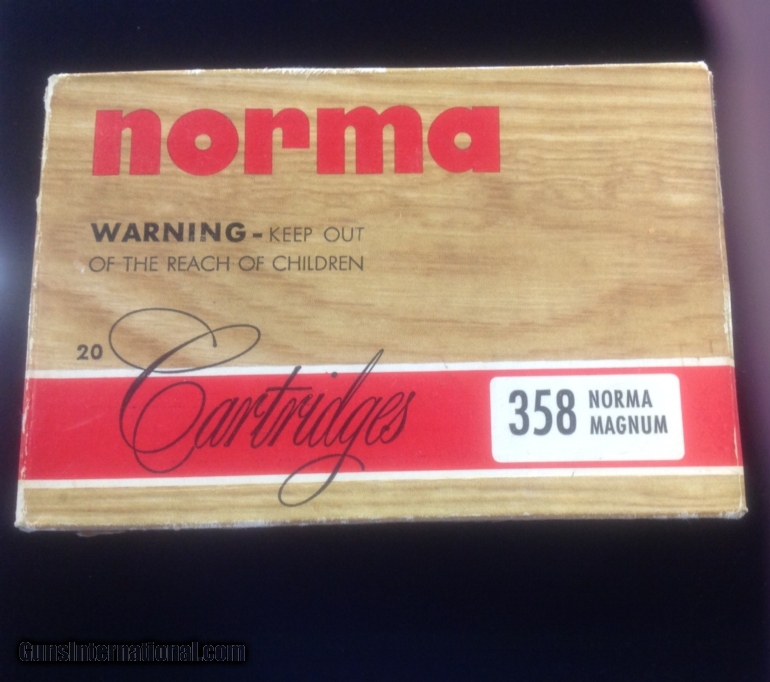 norma
WARNING - KEEP OUT
OF THE REACH OF CHILDREN
20 Cartridges
358 NORMA
MAGNUM
GunsInternational.com